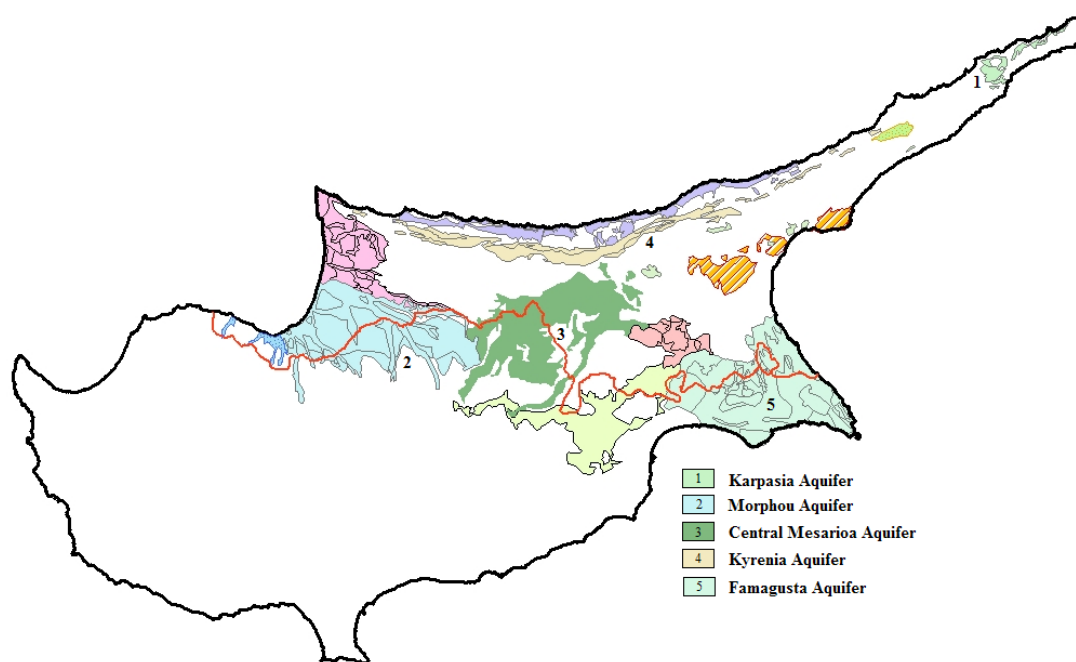 1
4
3
2
5
1 Karpasia Aquifer
2 Morphou Aquifer
3 Central Mesarioa Aquifer
4 Kyrenia Aquifer
5 Famagusta Aquifer